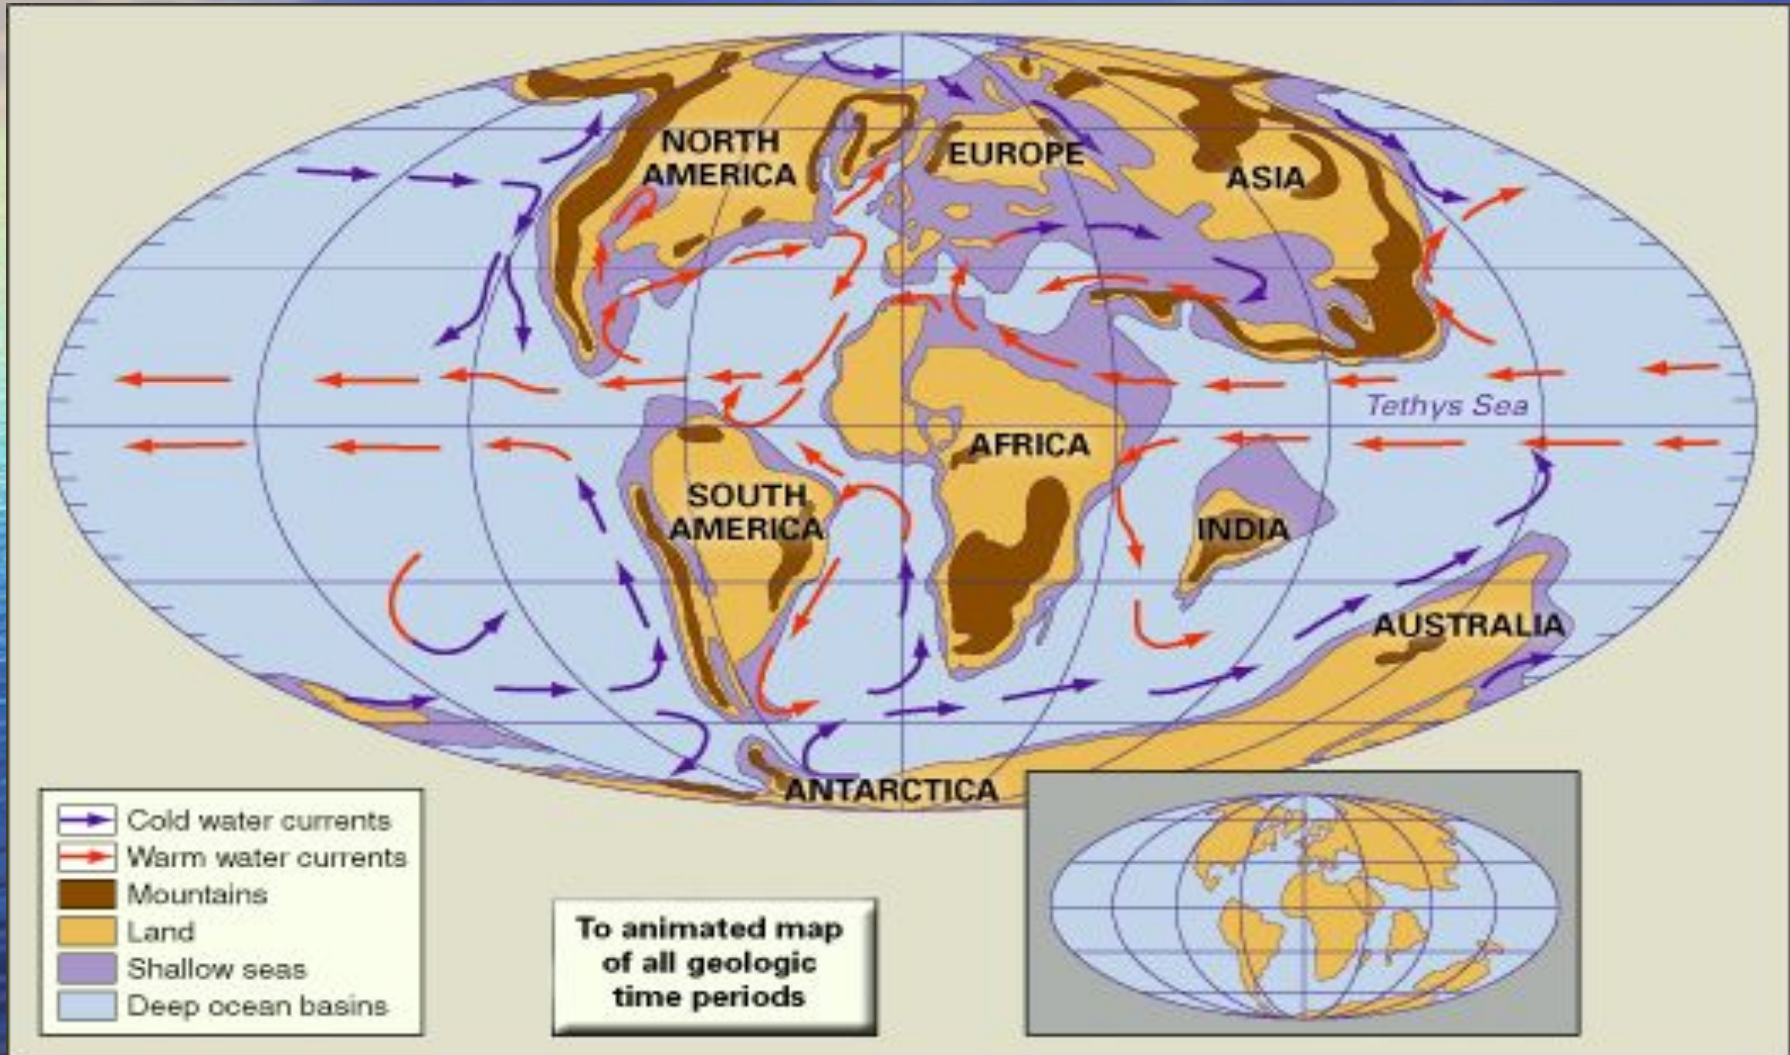 NORTH
AMERICA
EUROPE
ASIA
Tethys Sea
AFRICA
SOUTH
AMERICA
INDIA
AUSTRALIA
ANTARCTICA
Cold water currents
Warm water currents
Mountains
Land
Shallow seas
Deep ocean basins
To animated map
of all geologic
time periods